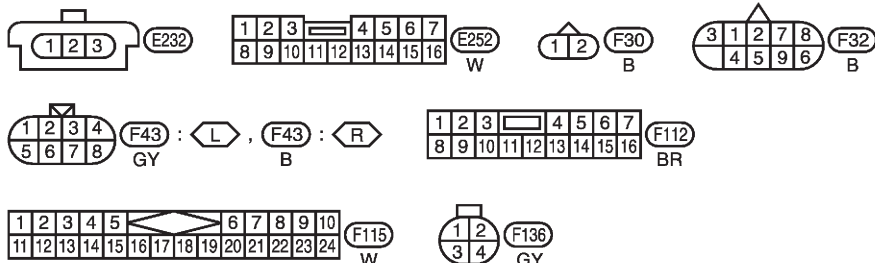 1 2 3 E232
1 2 3 4 5 6 7
8 9 10 11 12 13 14 15 16 E252
W
1 2 F30
B
3 1 2 7 8
4 5 9 6 F32
B
1 2 3 4
5 6 7 8 F43 : L , F43 : R
GY B
1 2 3 4 5 6 7
8 9 10 11 12 13 14 15 16 F112
BR
1 2 3 4 5 6 7 8 9 10
11 12 13 14 15 16 17 18 19 20 21 22 23 24 F115
W
1 2
3 4 F136
GY